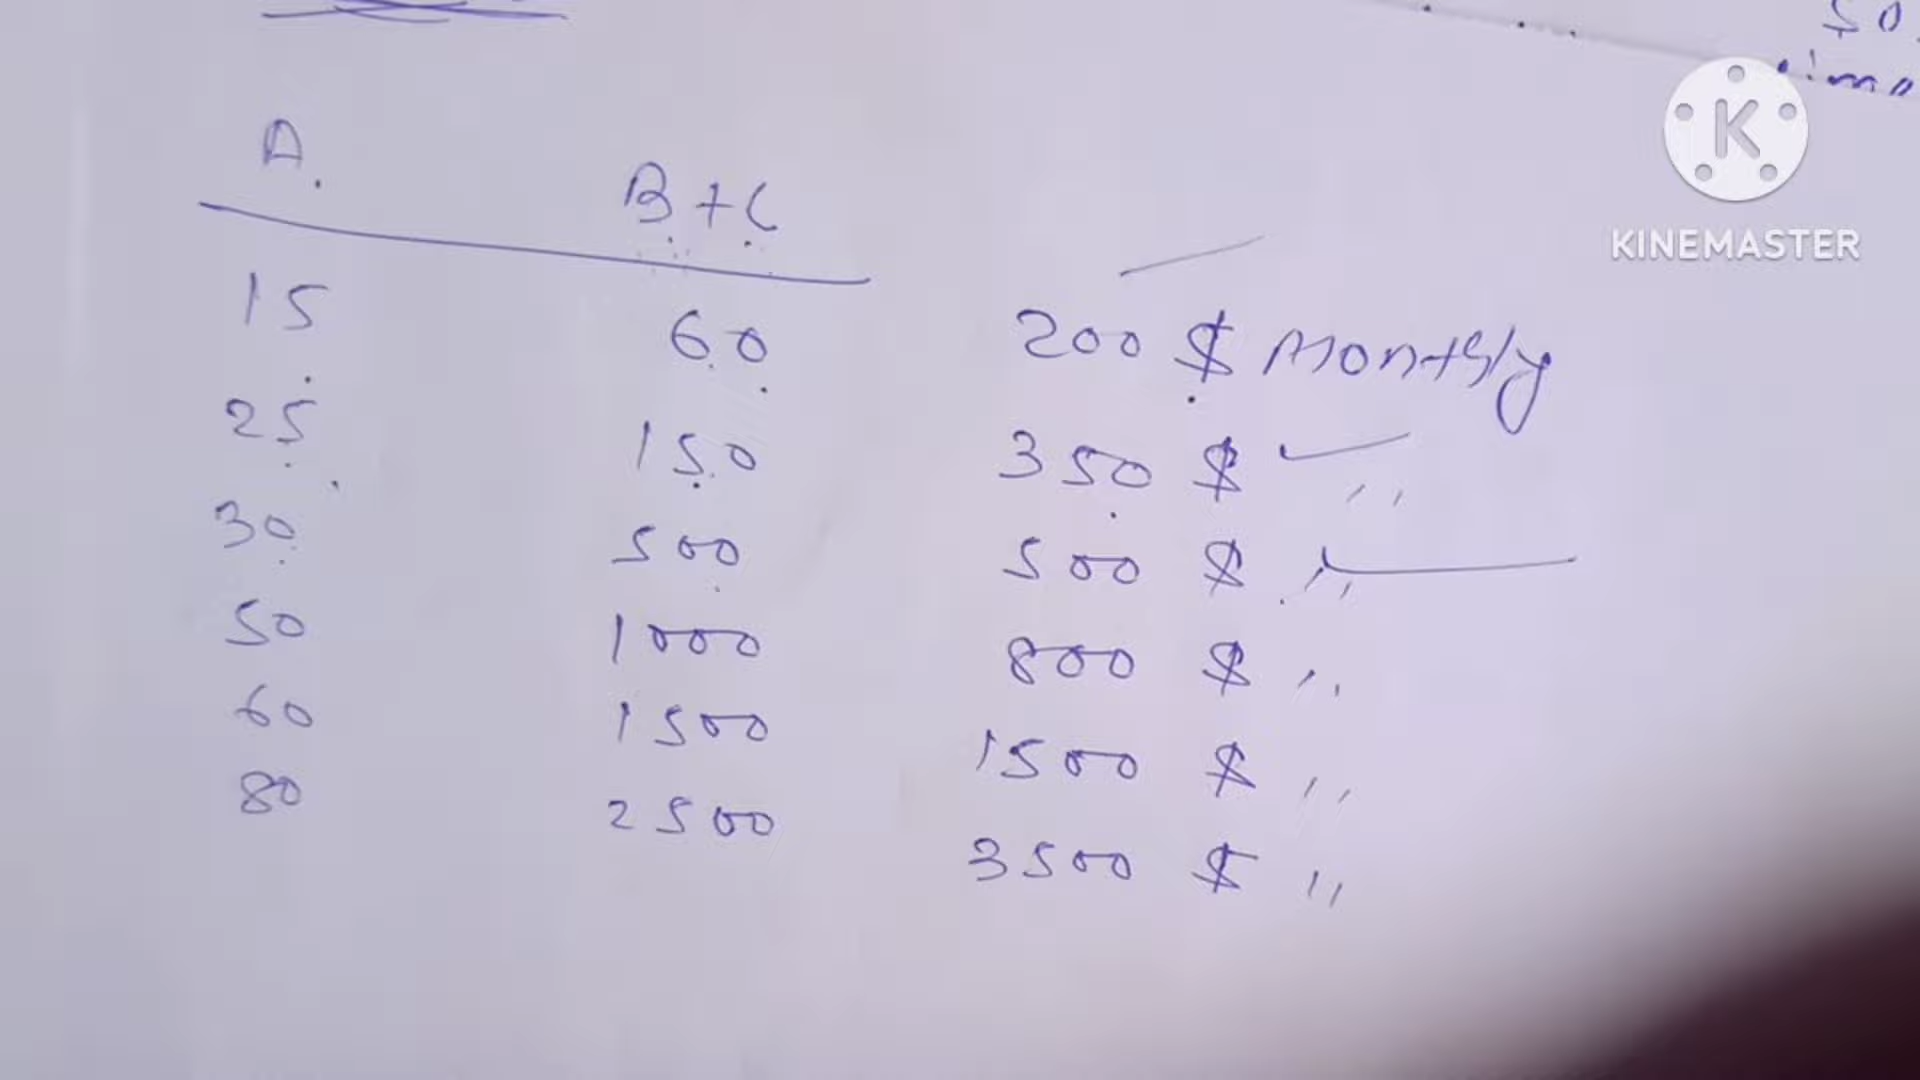 50
A.
B+C
KINEMASTER
15 60 200 $ Monthly
25 150 350 $ ,,
30 500 500 $ ,,
50 1000 800 $ ,,
60 1500 1500 $ ,,
80 2500 3500 $ ,,